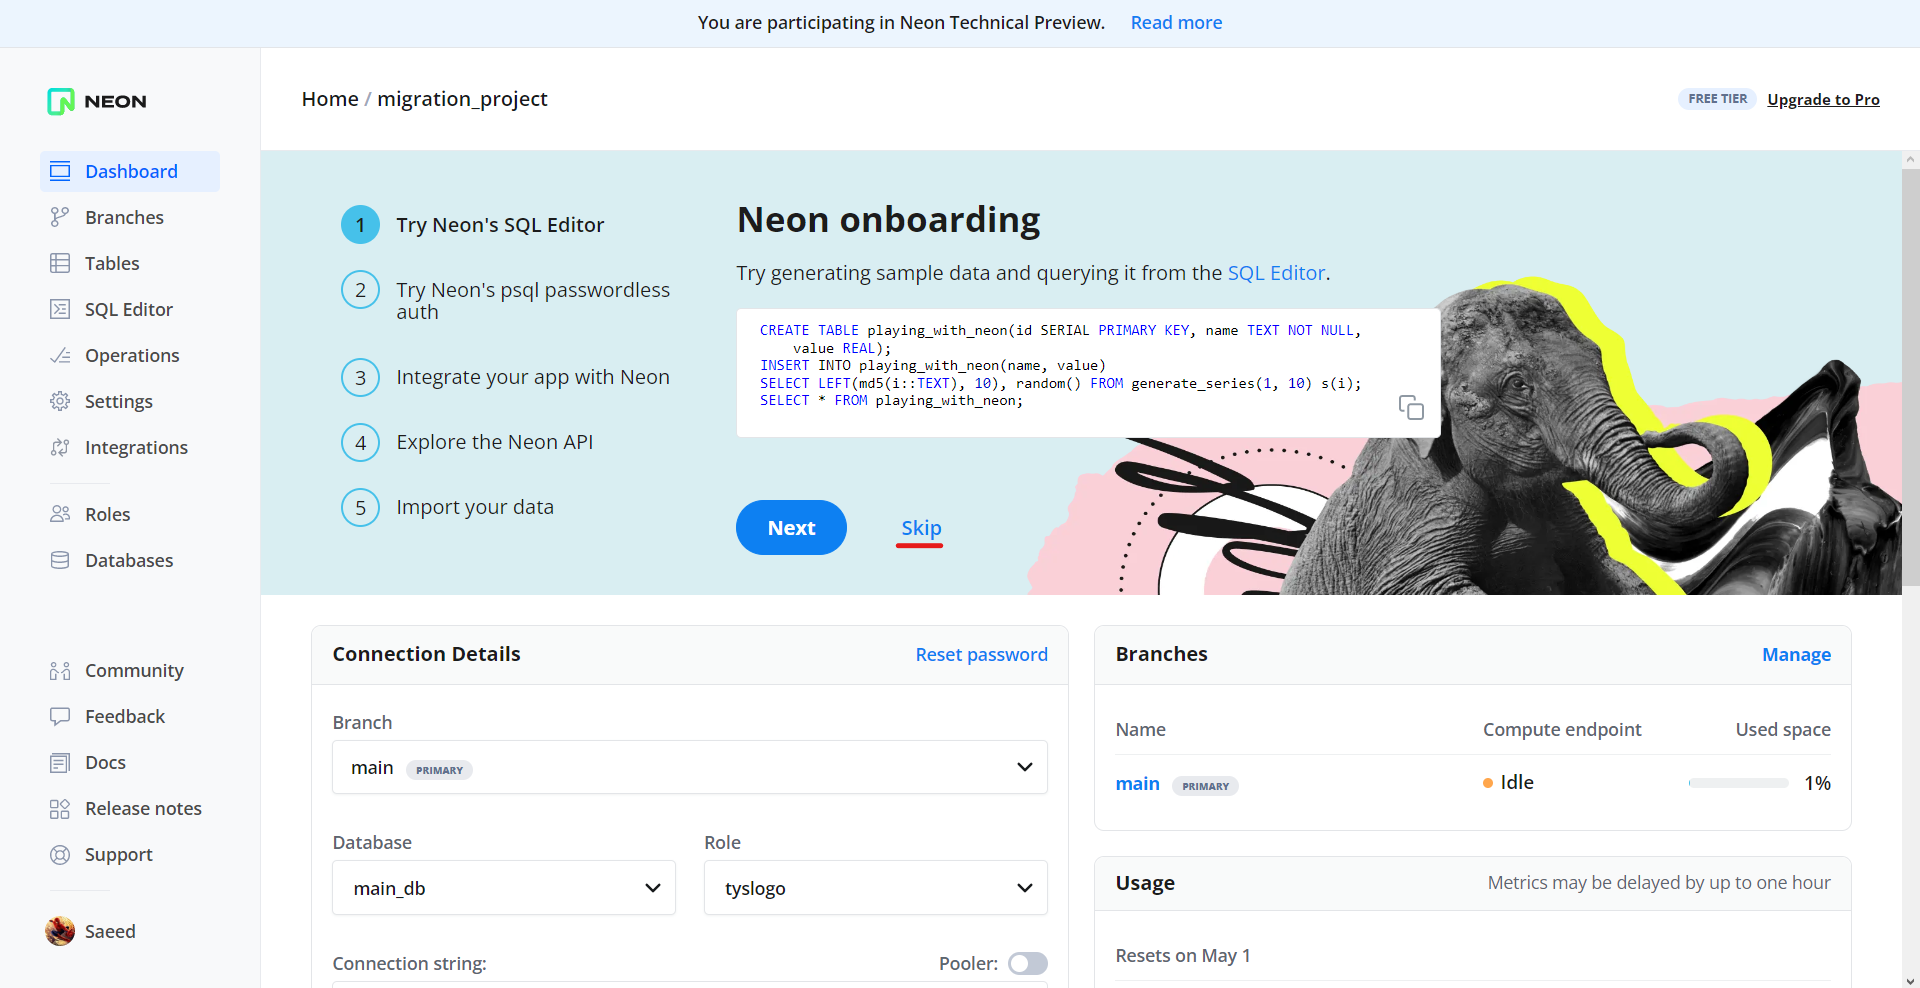 You are participating in Neon Technical Preview. Read more
NEON
Dashboard
Branches
Tables
SQL Editor
Operations
Settings
Integrations
Roles
Databases
Community
Feedback
Docs
Release notes
Support
Saeed
Home / migration_project
FREE TIER Upgrade to Pro
1 Try Neon's SQL Editor
2 Try Neon's psql passwordless
auth
3 Integrate your app with Neon
4 Explore the Neon API
5 Import your data
Neon onboarding
Try generating sample data and querying it from the SQL Editor.
CREATE TABLE playing_with_neon(id SERIAL PRIMARY KEY, name TEXT NOT NULL,
value REAL);
INSERT INTO playing_with_neon(name, value)
SELECT LEFT(md5(i::TEXT), 10), random() FROM generate_series(1, 10) s(i);
SELECT * FROM playing_with_neon;
Next Skip
Connection Details Reset password
Branch
main PRIMARY
Database Role
main_db tyslogo
Connection string: Pooler:
Branches Manage
Name Compute endpoint Used space
main PRIMARY Idle 1%
Usage Metrics may be delayed by up to one hour
Resets on May 1